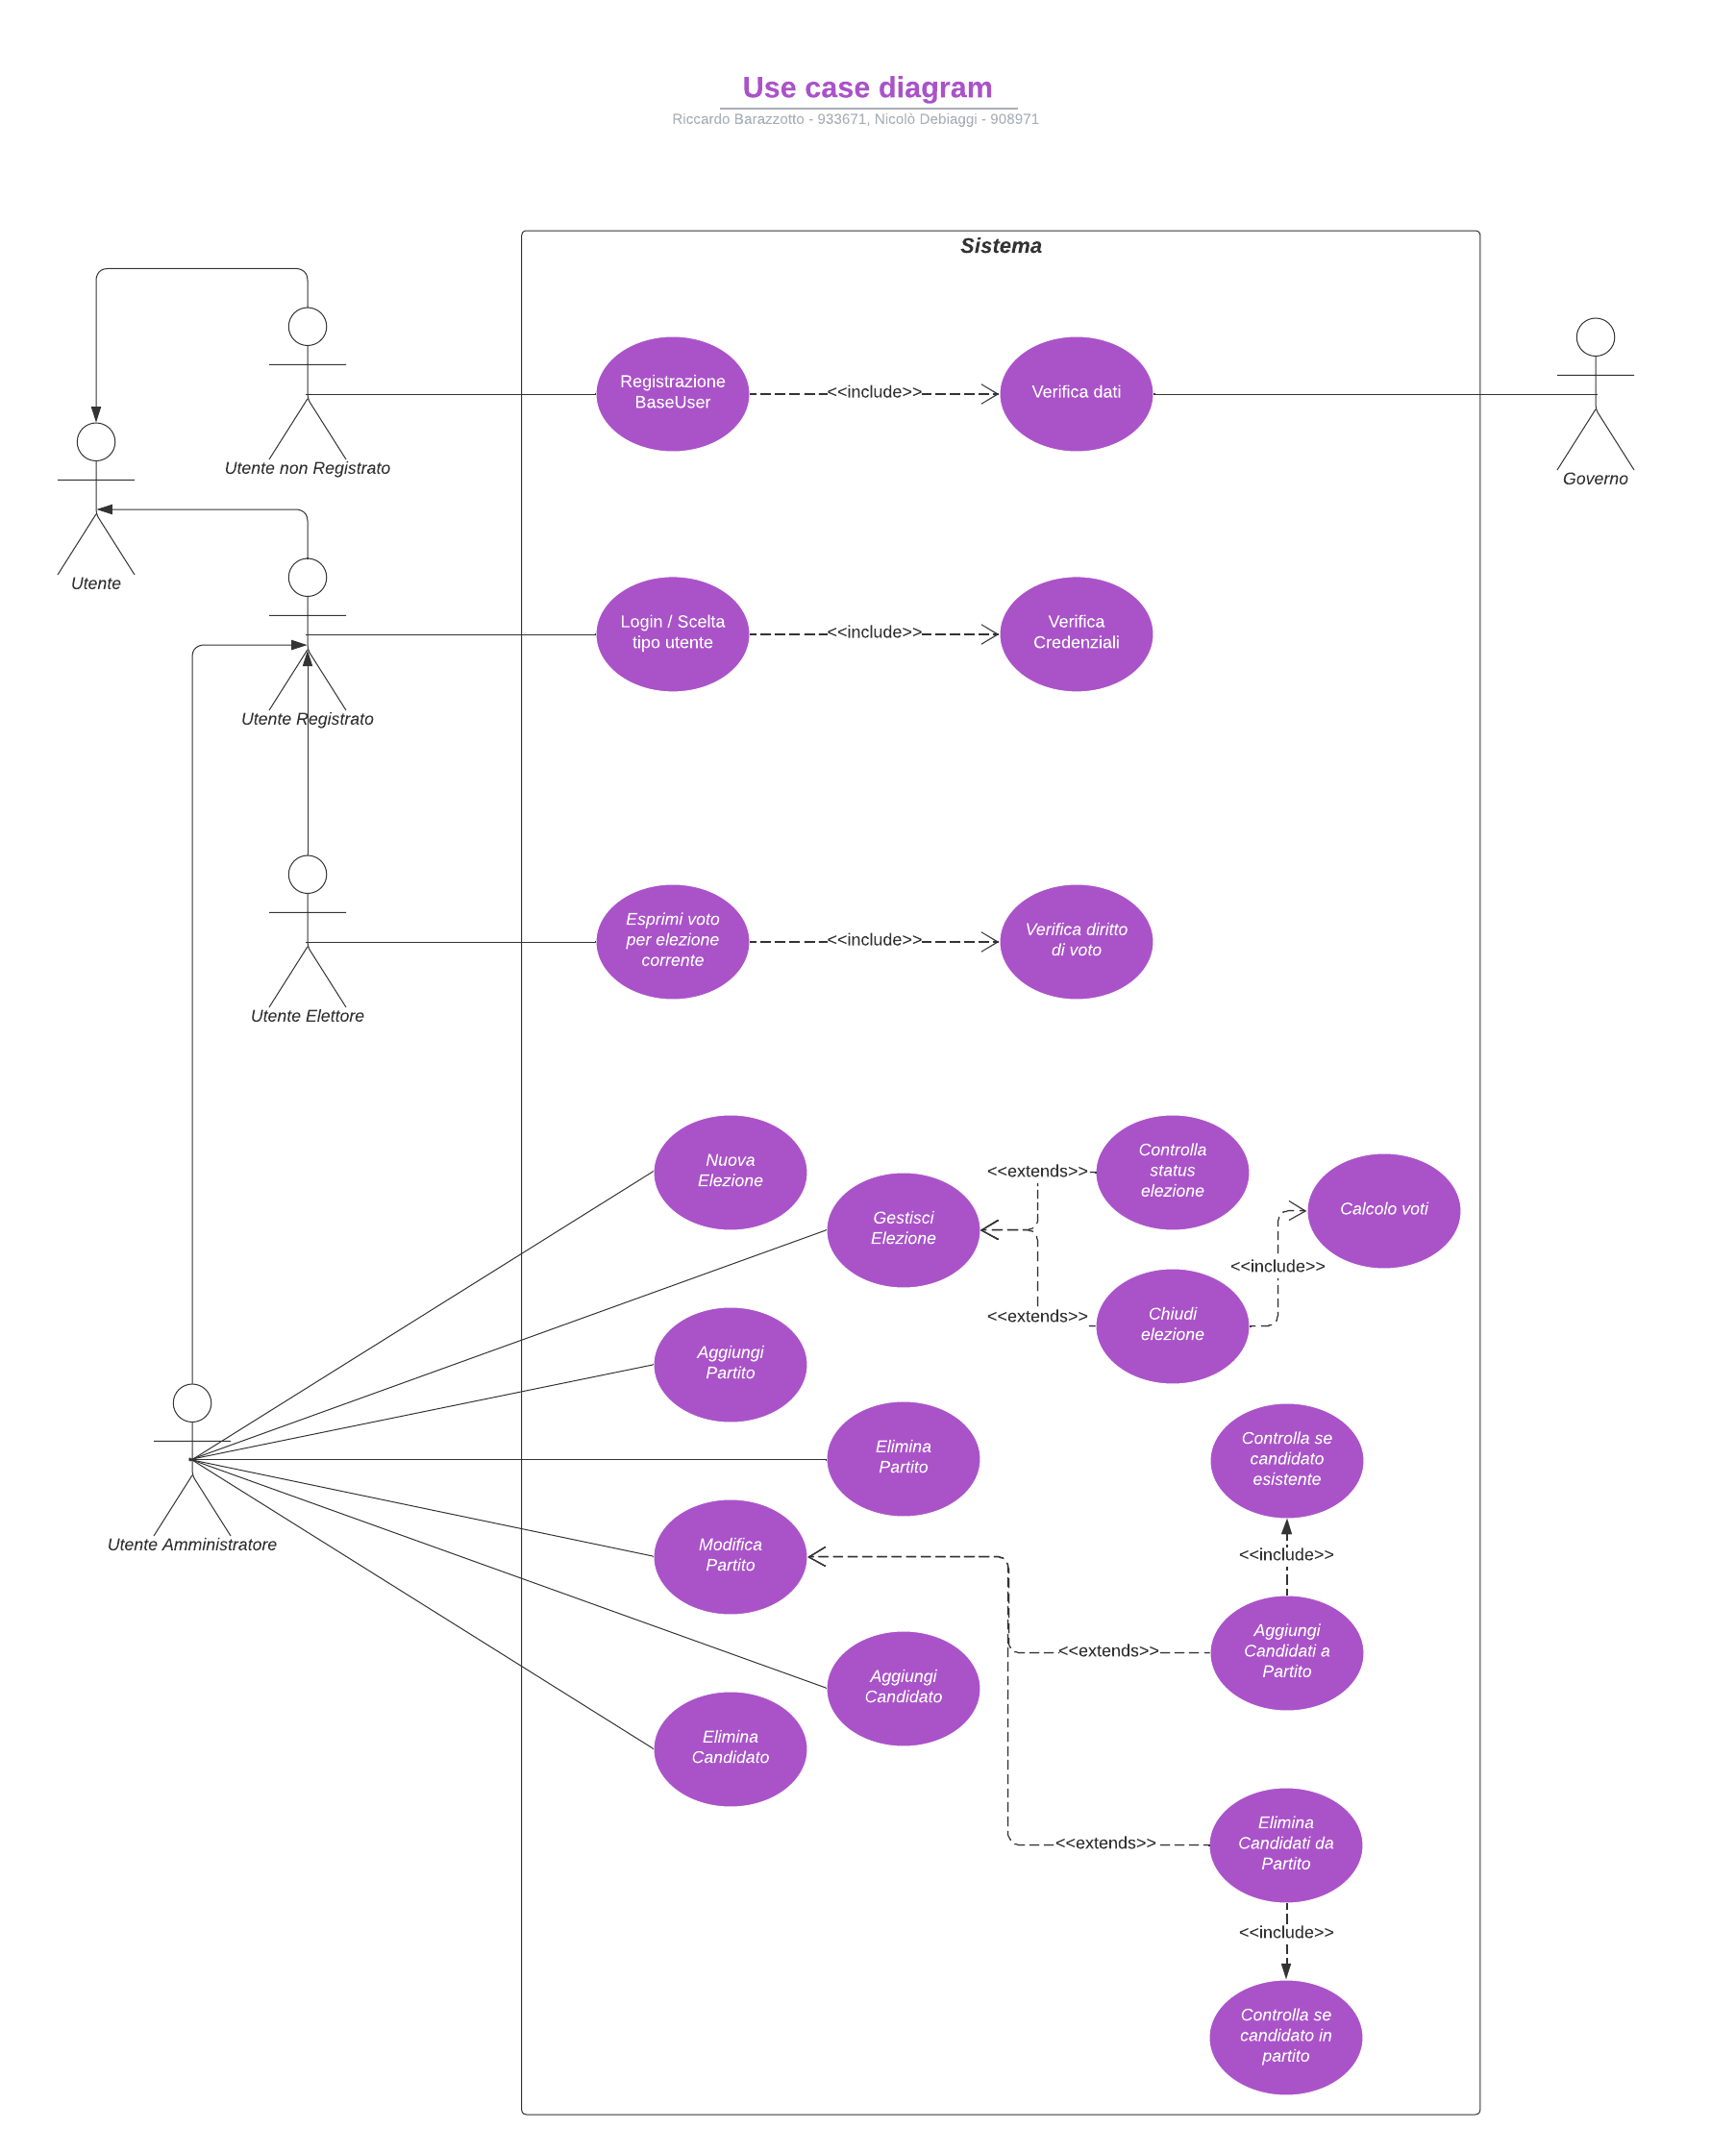 Use case diagram
Riccardo Barazzotto - 933671, Nicolò Debiaggi - 908971
Sistema
Utente non Registrato
Registrazione
BaseUser
<<include>>
Verifica dati
Governo
Utente
Utente Registrato
Login / Scelta
tipo utente
<<include>>
Verifica
Credenziali
Utente Elettore
Esprimi voto
per elezione
corrente
<<include>>
Verifica diritto
di voto
Nuova
Elezione
Gestisci
Elezione
<<extends>>
Controlla
status
elezione
Calcolo voti
<<include>>
<<extends>>
Chiudi
elezione
Aggiungi
Partito
Elimina
Partito
Controlla se
candidato
esistente
Utente Amministratore
Modifica
Partito
<<include>>
<<extends>>
Aggiungi
Candidati a
Partito
Aggiungi
Candidato
Elimina
Candidato
<<extends>>
Elimina
Candidati da
Partito
<<include>>
Controlla se
candidato in
partito